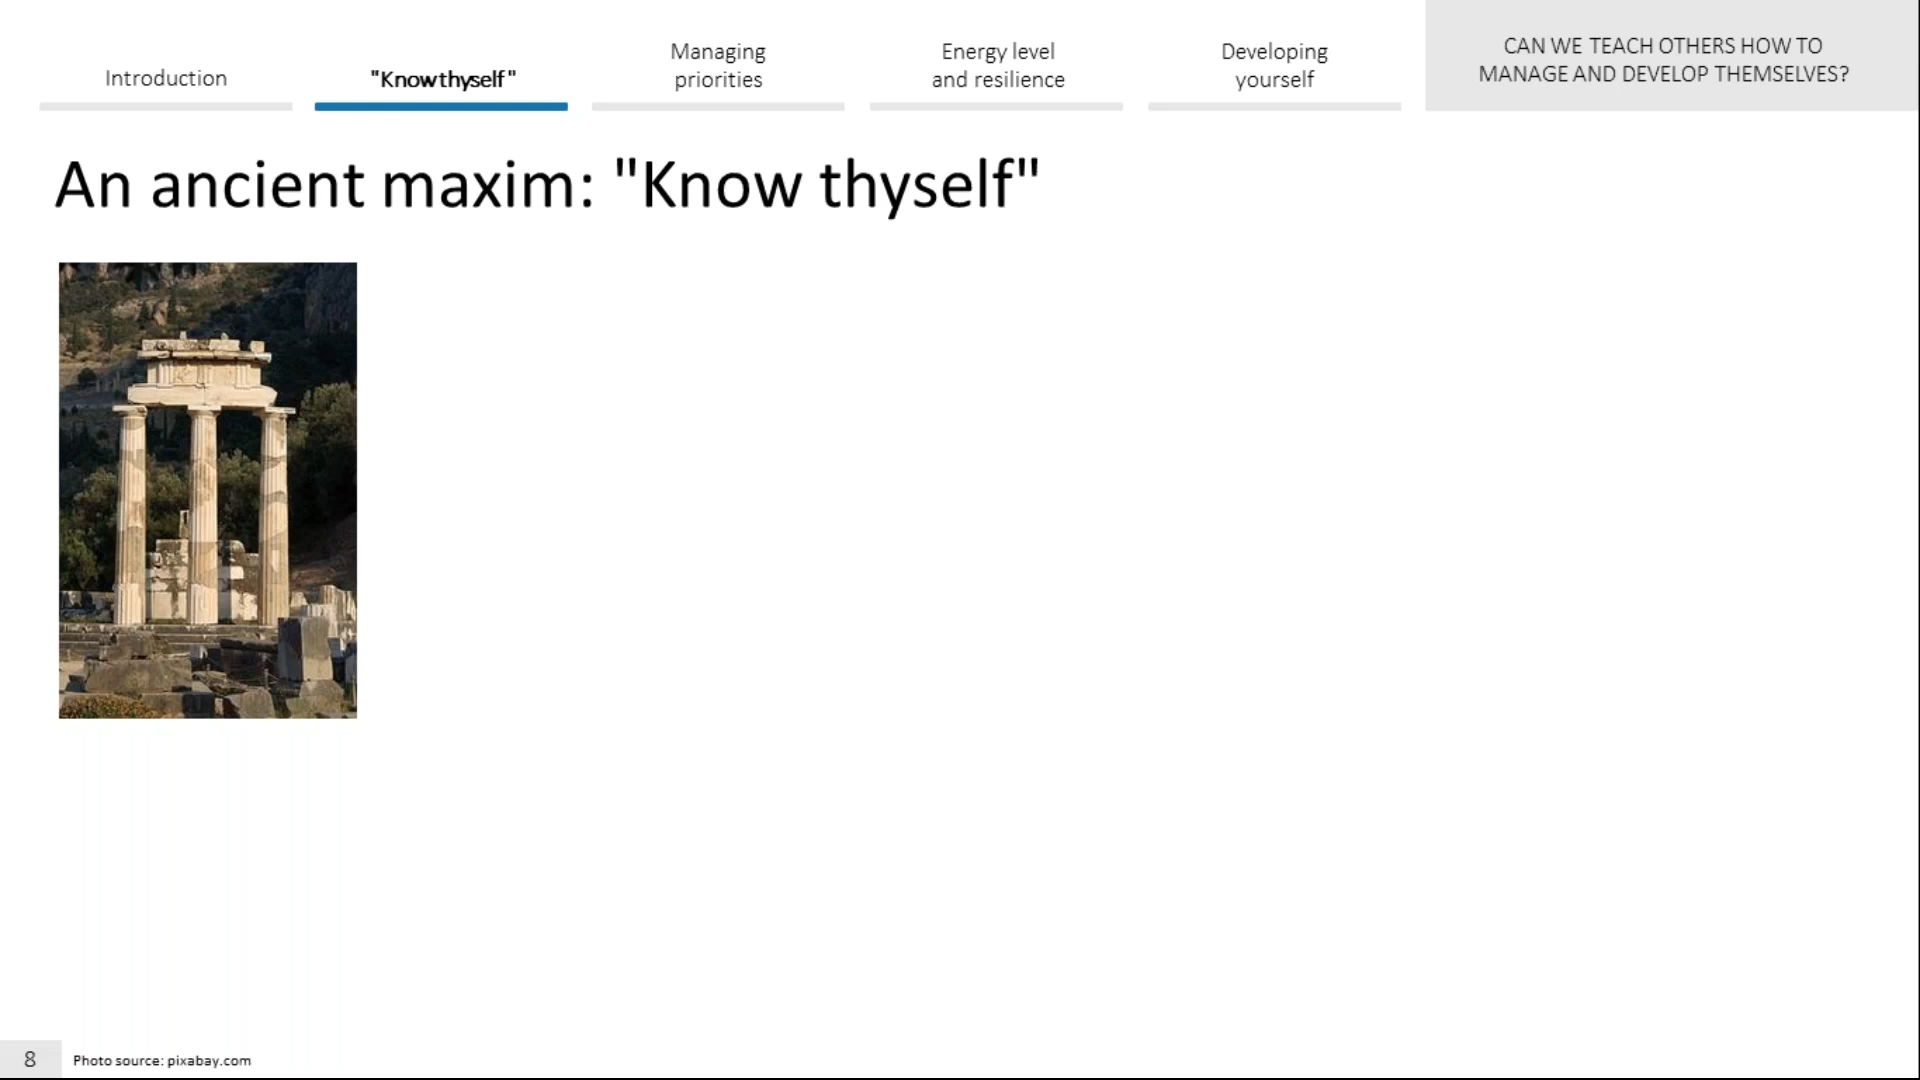 Introduction
"Know thyself"
Managing
priorities
Energy level
and resilience
Developing
yourself
CAN WE TEACH OTHERS HOW TO
MANAGE AND DEVELOP THEMSELVES?
An ancient maxim: "Know thyself"
8
Photo source: pixabay.com